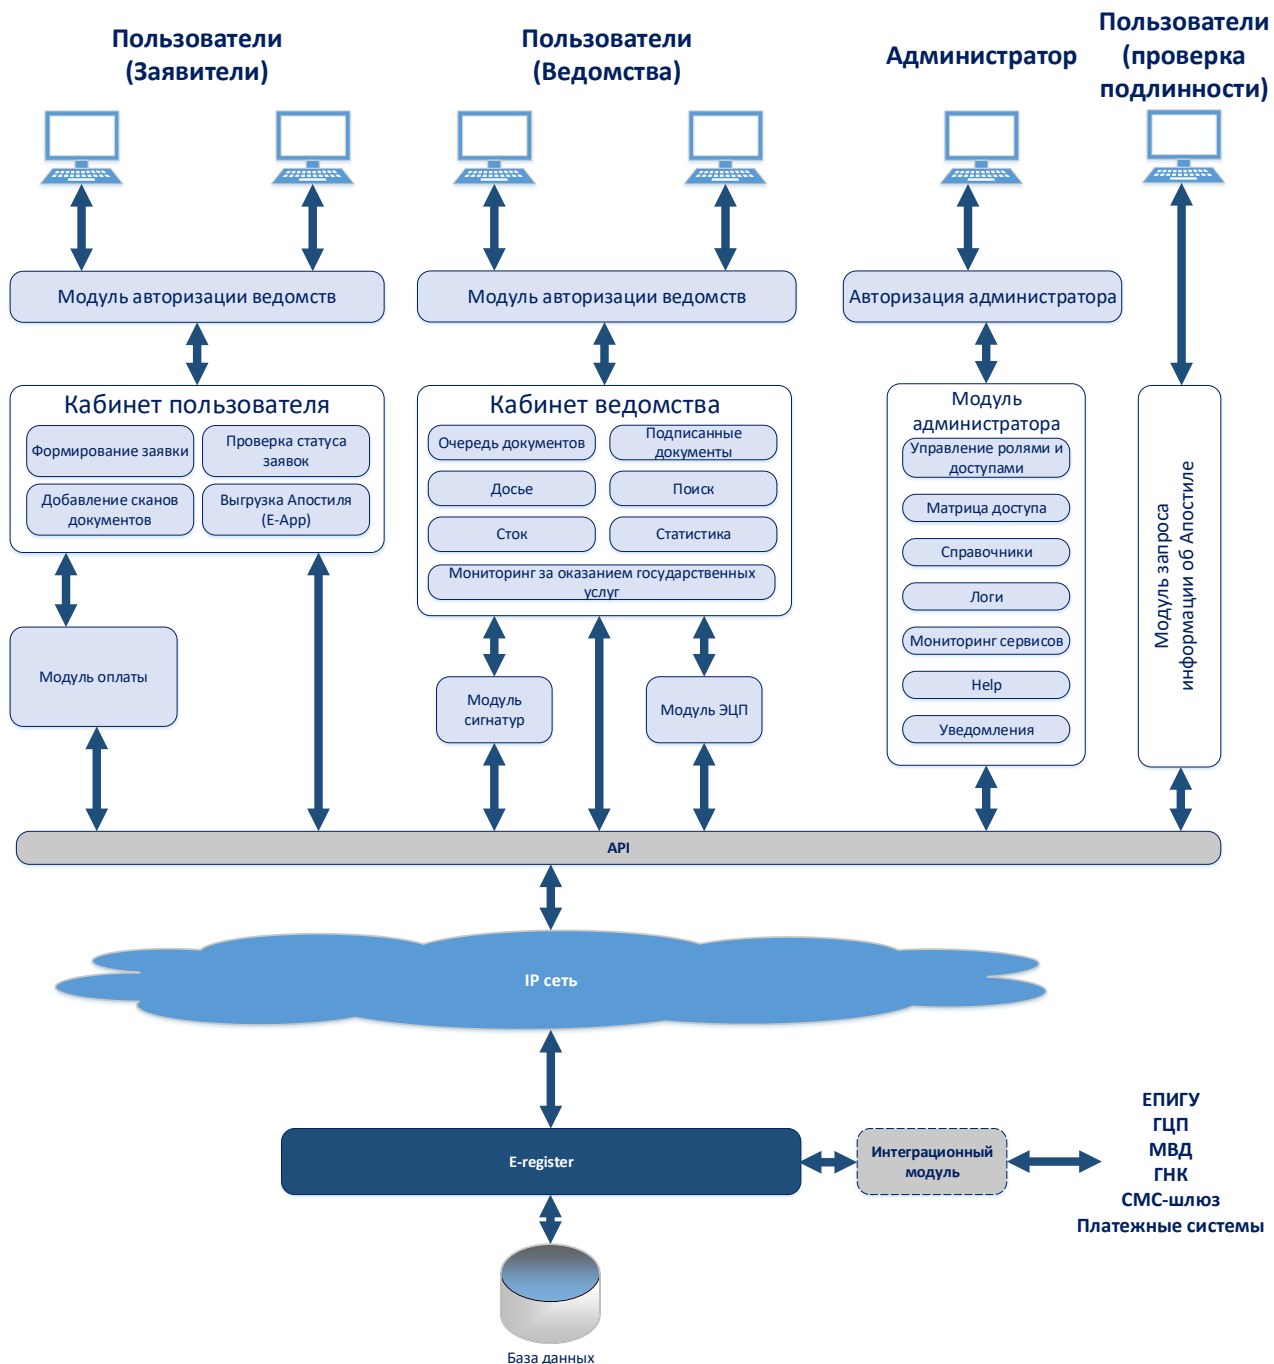 Пользователи
(Заявители)
Пользователи
(Ведомства)
Администратор
Пользователи
(проверка
подлинности)
Модуль авторизации ведомств
Модуль авторизации ведомств
Авторизация администратора
Кабинет пользователя
Формирование заявки
Проверка статуса
заявок
Добавление сканов
документов
Выгрузка Апостиля
(E-App)
Кабинет ведомства
Очередь документов
Подписанные
документы
Досье
Поиск
Сток
Статистика
Мониторинг за оказанием государственных
услуг
Модуль
администратора
Управление ролями и
доступами
Матрица доступа
Справочники
Логи
Мониторинг сервисов
Help
Уведомления
Модуль запроса
информации об Апостиле
Модуль оплаты
Модуль
сигнатур
Модуль ЭЦП
API
IP сеть
E-register
Интеграционный
модуль
ЕПИГУ
ГЦП
МВД
ГНК
СМС-шлюз
Платежные системы
База данных